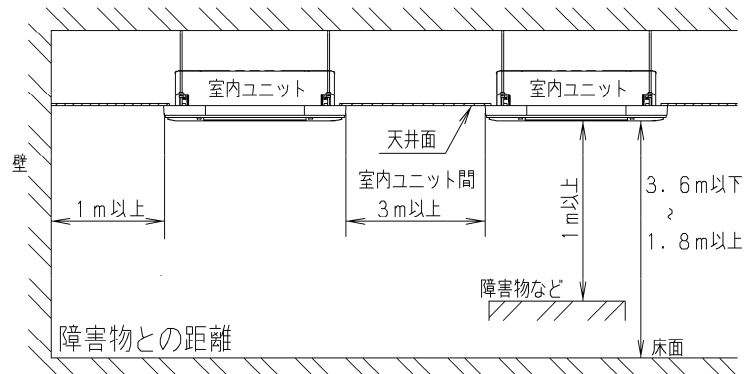 室内ユニット
室内ユニット
天井面
壁
室内ユニット間
1m以上
3m以上
1m以上
3.6m以下
~
1.8m以上
障害物など
障害物との距離
床面